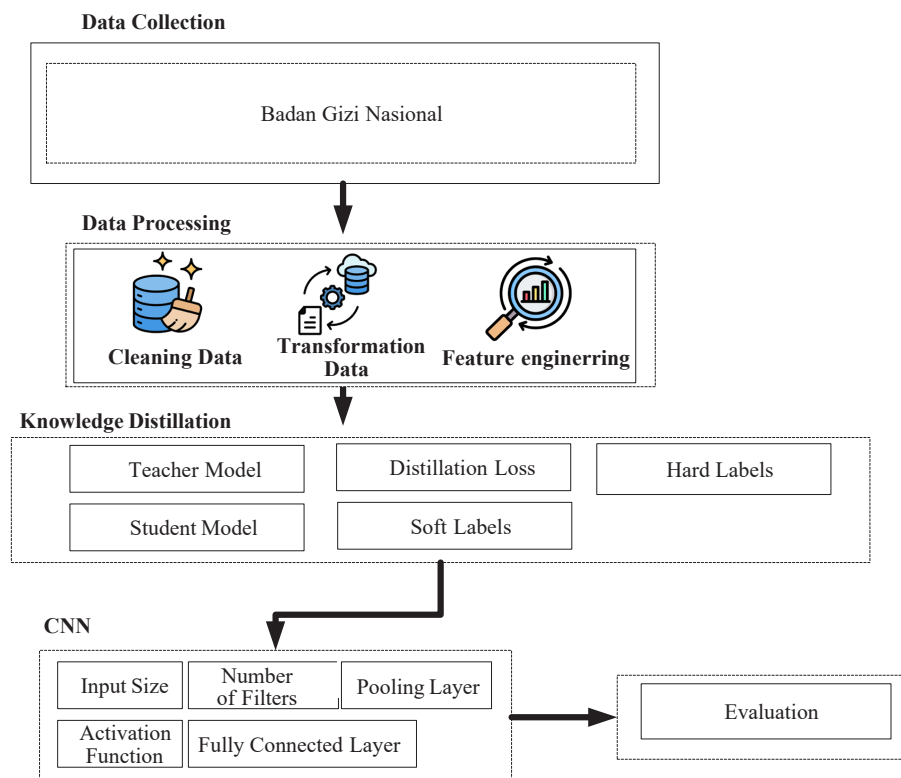 Data Collection
Badan Gizi Nasional
Data Processing
Cleaning Data
Transformation
Data
Feature enginerring
Knowledge Distillation
Teacher Model
Distillation Loss
Hard Labels
Student Model
Soft Labels
CNN
Input Size
Number
of Filters
Pooling Layer
Activation
Function
Fully Connected Layer
Evaluation